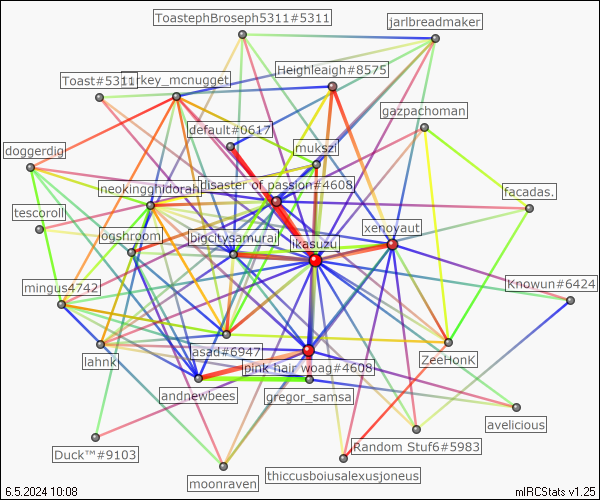 ToastephBroseph5311#5311
jarlbreadmaker
Heighleaigh#8575
Toast#5311
rkey_mcnugget
gazpachoman
default#0617
mukszi
doggerdig
neokingghidorah
disaster of passion#4608
facadas.
tescoroll
xenoyaut
ogshroom
bigcitysamurai
ikasuzu
mingus4742
Knowun#6424
lahnk
asad#6947
ZeeHonK
pink hair woag#4608
andnewbees
gregor_samsa
avelicious
Duck™#9103
Random Stuf6#5983
moonraven
thiccusboiusalexusjoneus
6.5.2024 10:08
mIRCStats v1.25